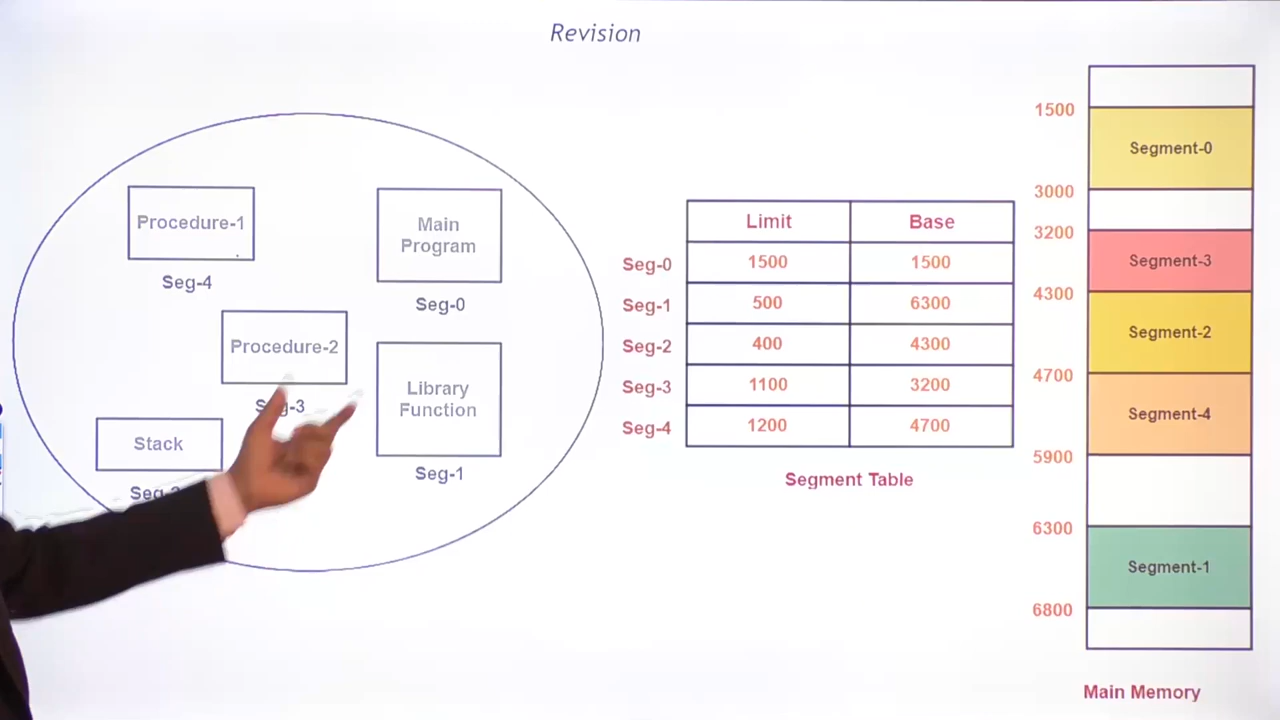 Revision
Procedure-1
Seg-4
Main
Program
Seg-0
Procedure-2
Library
Function
Seg-1
Stack
Limit Base
Seg-0 1500 1500
Seg-1 500 6300
Seg-2 400 4300
Seg-3 1100 3200
Seg-4 1200 4700
Segment Table
1500
Segment-0
3000
3200
Segment-3
4300
Segment-2
4700
Segment-4
5900
6300
Segment-1
6800
Main Memory